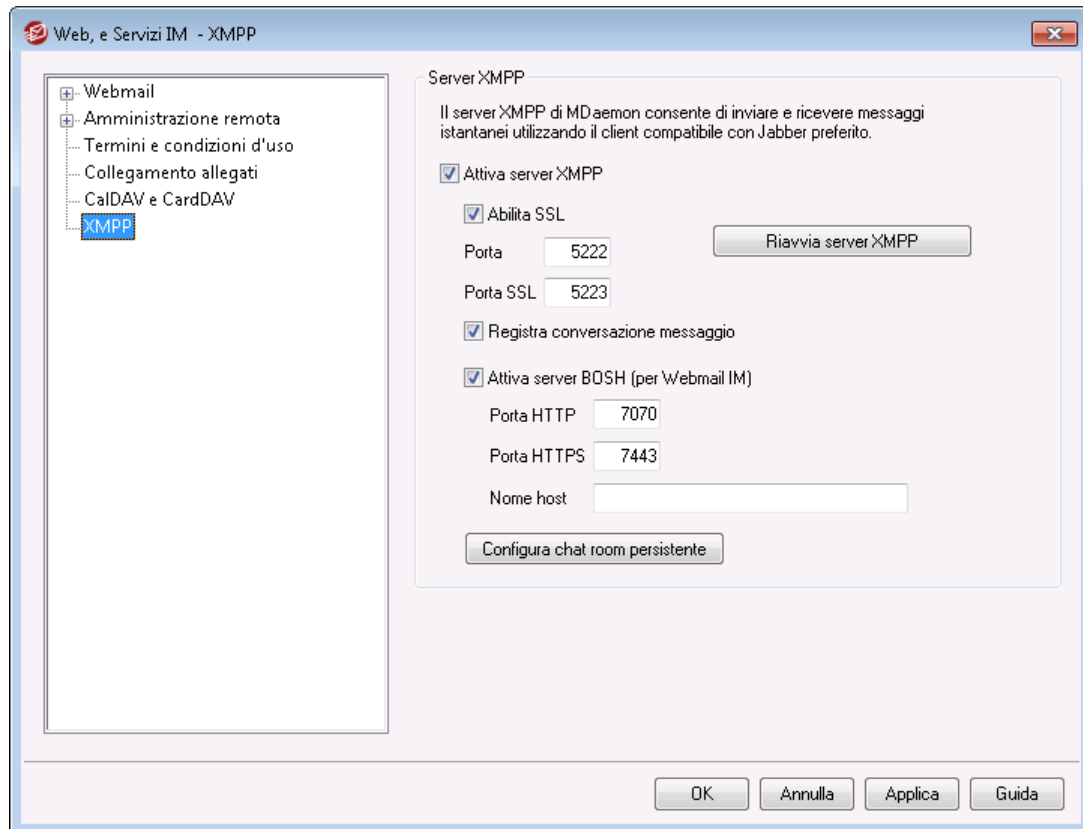 Web, e Servizi IM - XMPP
Webmail
Amministrazione remota
Termini e condizioni d'uso
Collegamento allegati
CalDAV e CardDAV
XMPP
Server XMPP
Il server XMPP di MDaemon consente di inviare e ricevere messaggi
istantanei utilizzando il client compatibile con Jabber preferito.
Attiva server XMPP
Abilita SSL
Porta 5222
Riavvia server XMPP
Porta SSL 5223
Registra conversazione messaggio
Attiva server BOSH (per Webmail IM)
Porta HTTP 7070
Porta HTTPS 7443
Nome host
Configura chat room persistente
OK Annulla Applica Guida